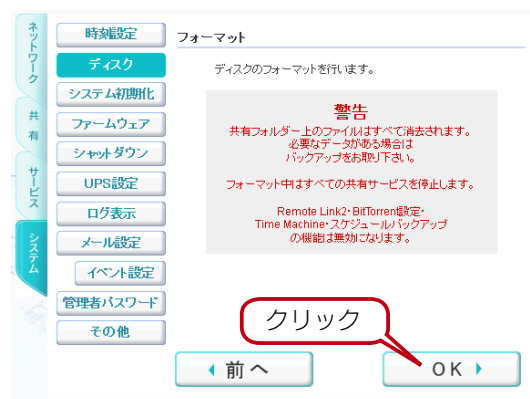 ネットワーク
共有
サービス
システム
時刻設定
ディスク
システム初期化
ファームウェア
シャットダウン
UPS設定
ログ表示
メール設定
イベント設定
管理者パスワード
その他
フォーマット
ディスクのフォーマットを行います。
警告
共有フォルダー上のファイルはすべて消去されます。
必要なデータがある場合は
バックアップをお取り下さい。
フォーマット中はすべての共有サービスを停止します。
Remote Link2・BitTorrent設定・
Time Machine・スケジュールバックアップ
の機能は無効になります。
クリック
前へ
OK